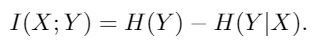 I(X;Y) = H(Y) − H(Y|X).